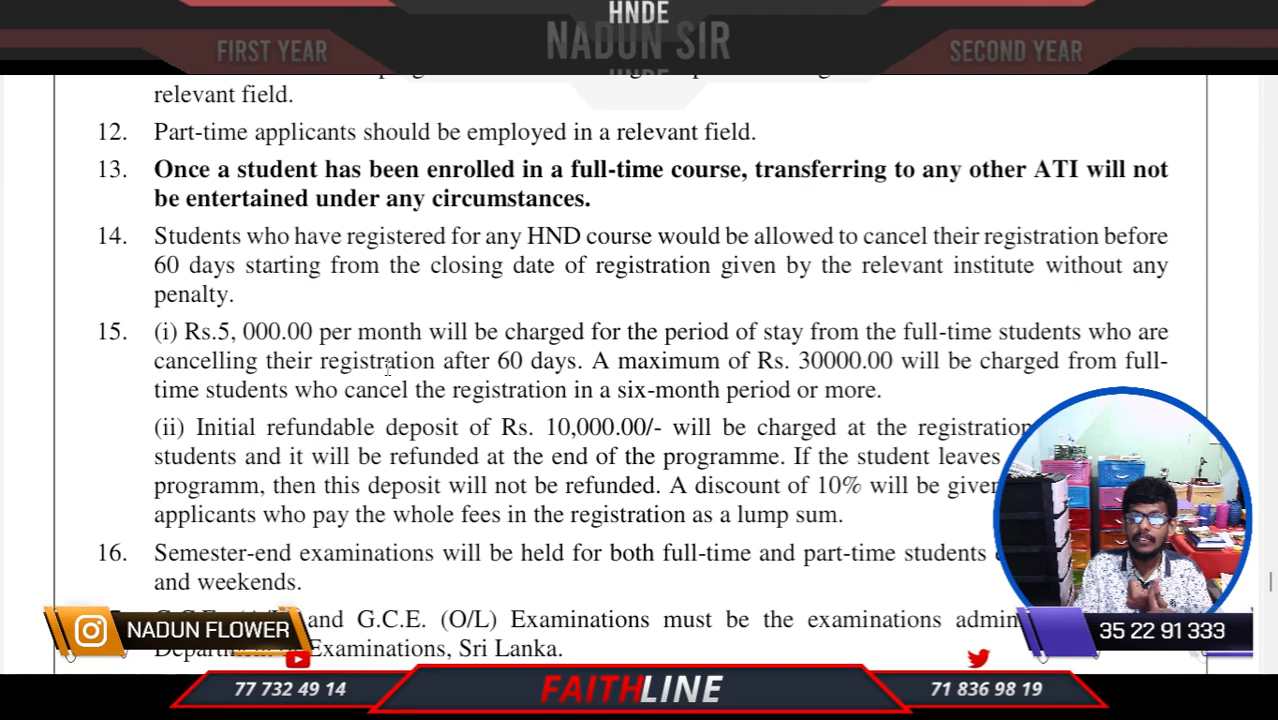 HNDE
FIRST YEAR
NADUN SIR
SECOND YEAR
relevant field.
12. Part-time applicants should be employed in a relevant field.
13. Once a student has been enrolled in a full-time course, transferring to any other ATI will not
be entertained under any circumstances.
14. Students who have registered for any HND course would be allowed to cancel their registration before
60 days starting from the closing date of registration given by the relevant institute without any
penalty.
15. (i) Rs.5, 000.00 per month will be charged for the period of stay from the full-time students who are
cancelling their registration after 60 days. A maximum of Rs. 30000.00 will be charged from full-
time students who cancel the registration in a six-month period or more.
(ii) Initial refundable deposit of Rs. 10,000.00/- will be charged at the registration
students and it will be refunded at the end of the programme. If the student leaves
programm, then this deposit will not be refunded. A discount of 10% will be given
applicants who pay the whole fees in the registration as a lump sum.
16. Semester-end examinations will be held for both full-time and part-time students
and weekends.
and G.C.E. (O/L) Examinations must be the examinations
Examinations, Sri Lanka.
NADUN FLOWER
35 22 91 333
77 732 49 14
FAITHLINE
71 836 98 19